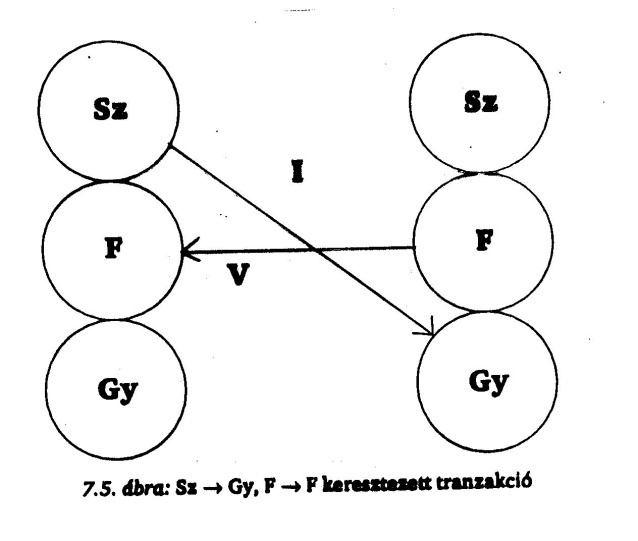 Sz Sz
I
F F
V
Gy Gy
7.5. ábra: Sz → Gy, F → F keresztezett tranzakció